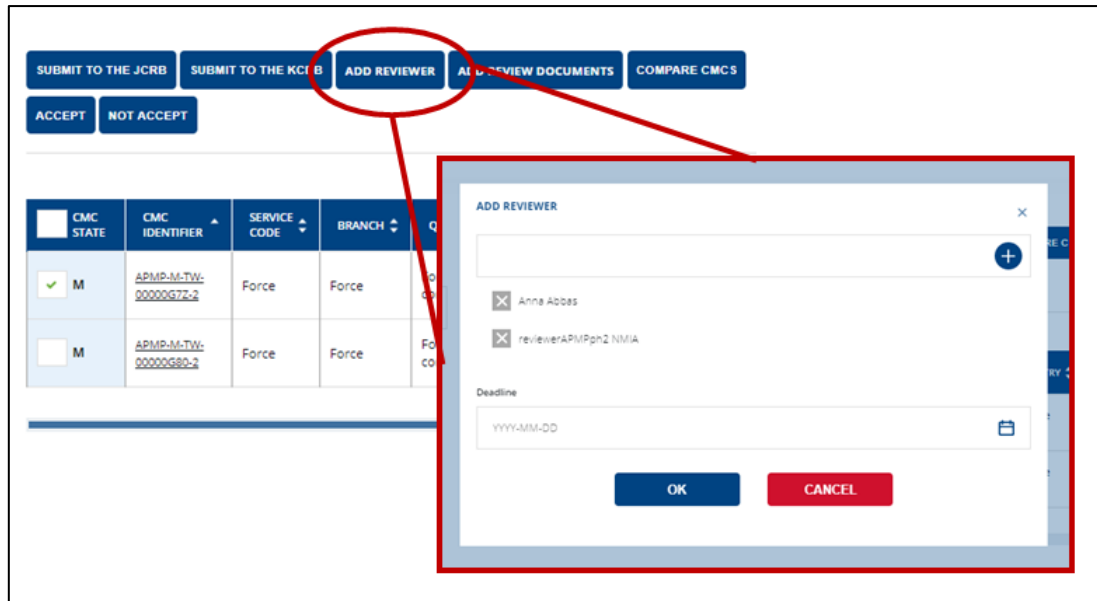 SUBMIT TO THE JCRB SUBMIT TO THE KCDB ADD REVIEWER ADD REVIEW DOCUMENTS COMPARE CMCS
ACCEPT NOT ACCEPT
CMC STATE
CMC IDENTIFIER
SERVICE CODE
BRANCH
M
APMP-M-TW-
00000G7Z-2
Force
Force
M
APMP-M-TW-
00000G80-2
Force
Force
ADD REVIEWER
Anna Abbas
reviewerAPMPph2 NMIA
Deadline
YYYY-MM-DD
OK CANCEL